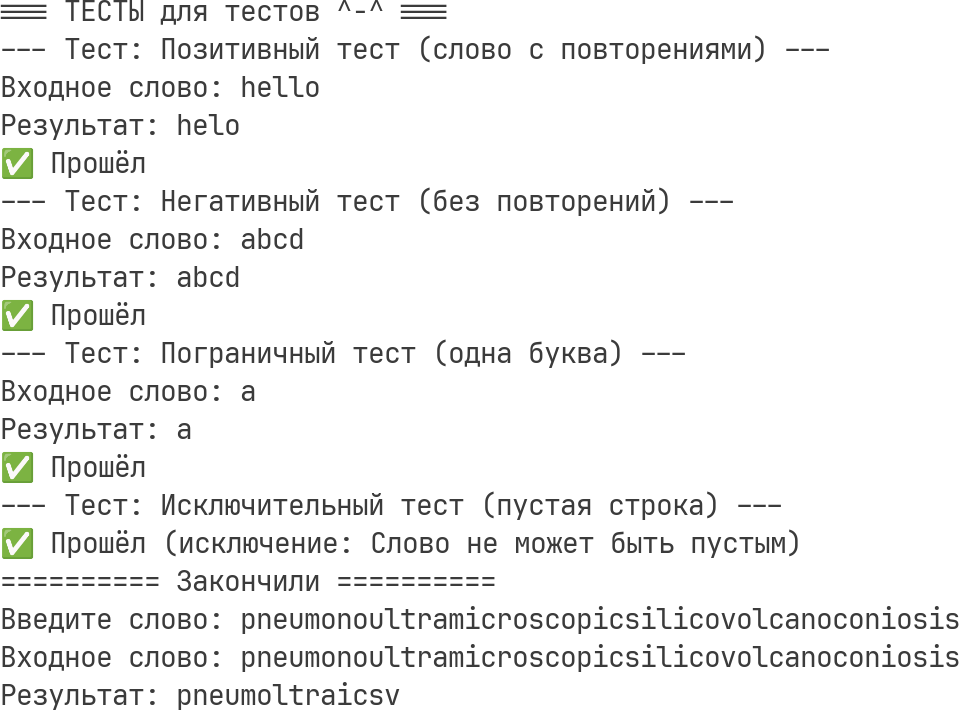 === ТЕСТЫ для тестов ^-^ ===
--- Тест: Позитивный тест (слово с повторениями) ---
Входное слово: hello
Результат: helo
✅ Прошёл
--- Тест: Негативный тест (без повторений) ---
Входное слово: abcd
Результат: abcd
✅ Прошёл
--- Тест: Пограничный тест (одна буква) ---
Входное слово: a
Результат: a
✅ Прошёл
--- Тест: Исключительный тест (пустая строка) ---
✅ Прошёл (исключение: Слово не может быть пустым)
========== Закончили ==========
Введите слово: pneumonoultramicroscopicsilicovolcanoconiosis
Входное слово: pneumonoultramicroscopicsilicovolcanoconiosis
Результат: pneumoltraicsv